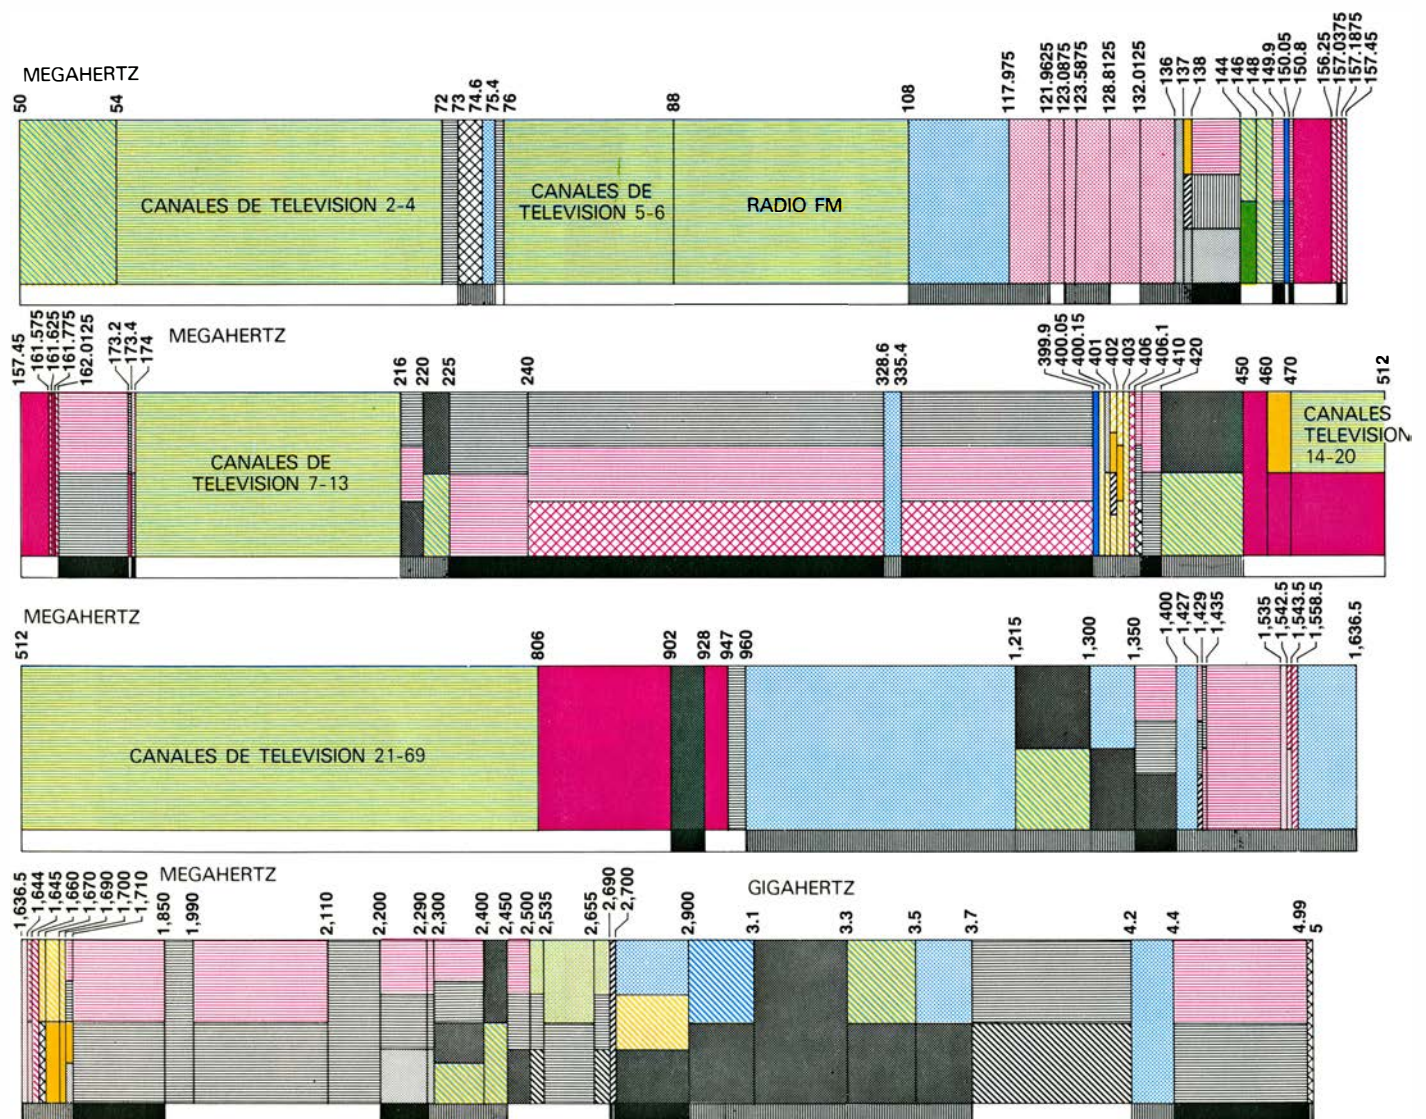 MEGAHERTZ
50 54 72 73 74.6 75.4 76 88 108 117.975 121.9625 123.0875 123.5875 128.8125 132.0125 136 137 138 144 146 148 149.9 150.05 150.8 156.25 157.0375 157.1875 157.45
CANALES DE TELEVISION 2-4
CANALES DE
TELEVISION 5-6
RADIO FM
MEGAHERTZ
157.45 161.575 161.625 161.775 162.0125 173.2 173.4 174 216 220 225 240 328.6 335.4 399.9 400.05 400.15 401 402 403 406 406.1 410 420 450 460 470 512
CANALES DE
TELEVISION 7-13
CANALES
TELEVISION
14-20
MEGAHERTZ
512 806 902 928 947 960 1,215 1,300 1,350 1,400 1,427 1,429 1,435 1,535 1,542.5 1,543.5 1,558.5 1,636.5
CANALES DE TELEVISION 21-69
MEGAHERTZ
GIGAHERTZ
1,636.5 1,644 1,645 1,660 1,670 1,690 1,700 1,710 1,850 1,990 2,110 2,200 2,290 2,300 2,400 2,450 2,500 2,535 2,655 2,690 2,700 2,900 3.1 3.3 3.5 3.7 4.2 4.4 4.99 5